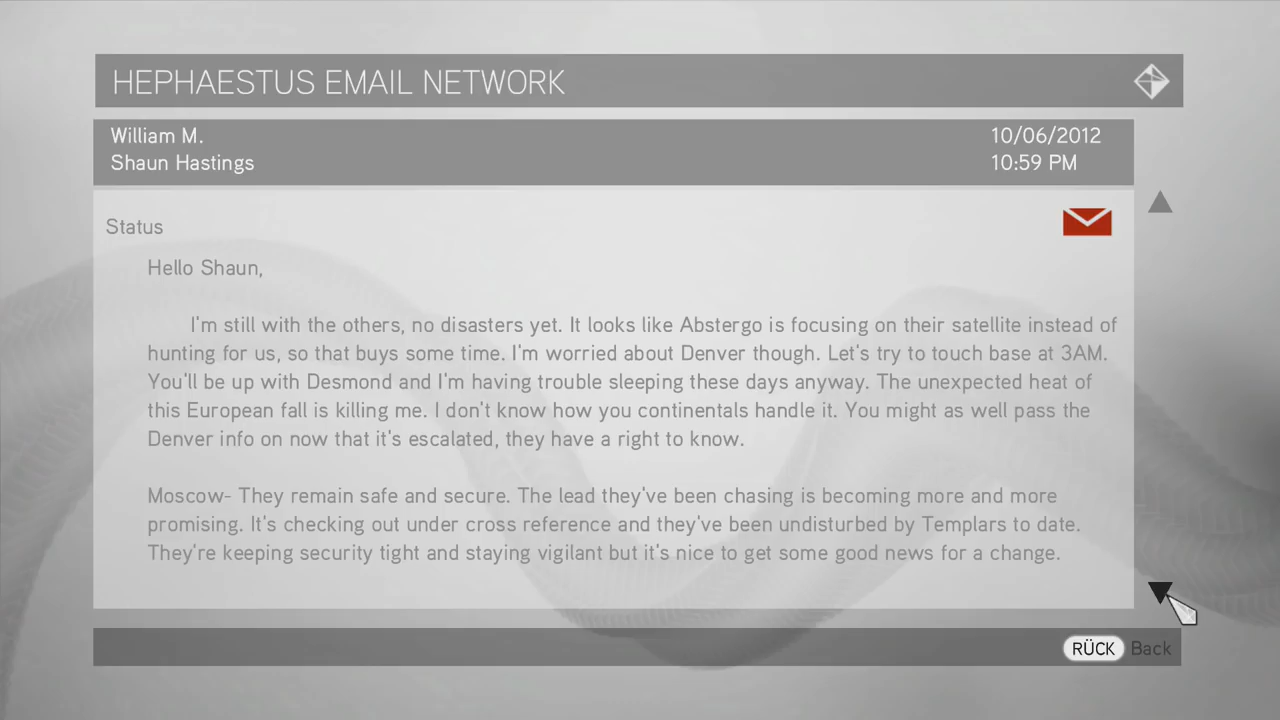 HEPHAESTUS EMAIL NETWORK
William M. 10/06/2012
Shaun Hastings 10:59 PM
Status
Hello Shaun,
I'm still with the others, no disasters yet. It looks like Abstergo is focusing on their satellite instead of
hunting for us, so that buys some time. I'm worried about Denver though. Let's try to touch base at 3AM.
You'll be up with Desmond and I'm having trouble sleeping these days anyway. The unexpected heat of
this European fall is killing me. I don't know how you continentals handle it. You might as well pass the
Denver info on now that it's escalated, they have a right to know.
Moscow- They remain safe and secure. The lead they've been chasing is becoming more and more
promising. It's checking out under cross reference and they've been undisturbed by Templars to date.
They're keeping security tight and staying vigilant but it's nice to get some good news for a change.
RÜCK Back